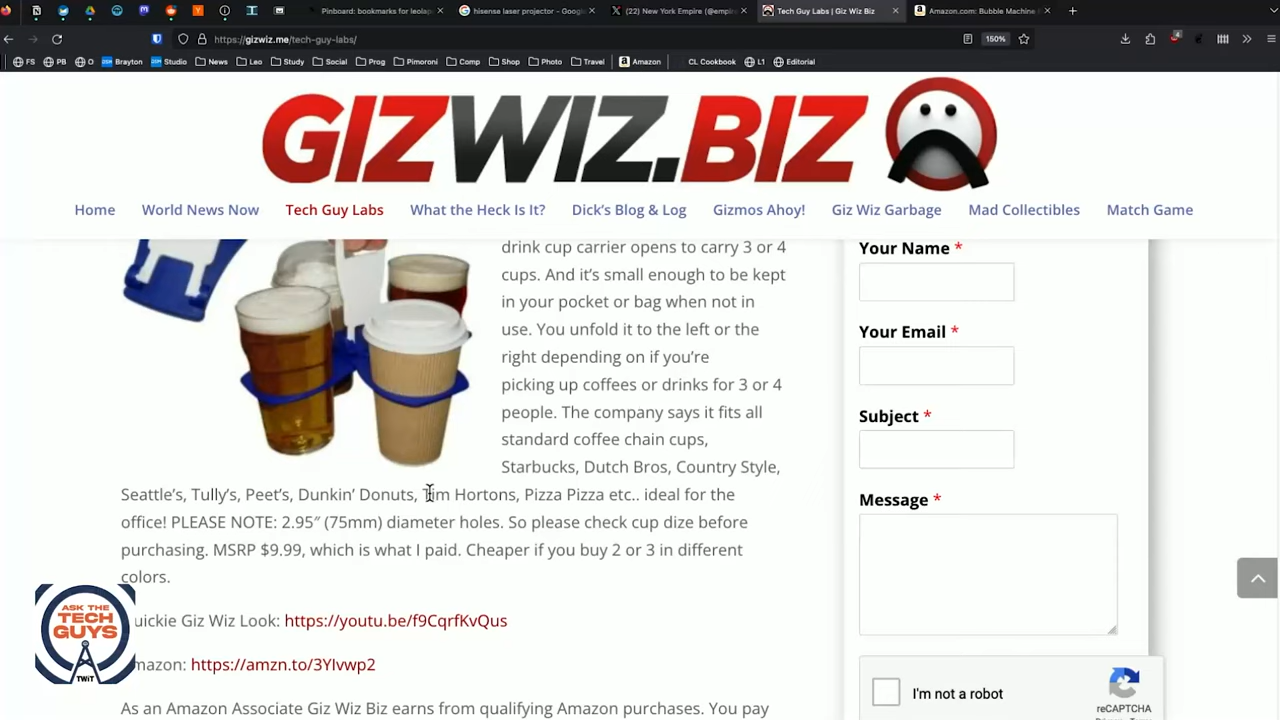 Pinboard: bookmarks for leolap
hisense laser projector - Goog
(22) New York Empire (@empir
Tech Guy Labs | Giz Wiz Biz
Amazon.com: Bubble Machine
https://gizwiz.me/tech-guy-labs/
150%
FS PB O Brayton Studio News Leo Study Social Prog Pimoroni Comp Shop Photo Travel Amazon CL Cookbook L1 Editorial
GIZWIZ.BIZ
Home World News Now Tech Guy Labs What the Heck Is It? Dick's Blog & Log Gizmos Ahoy! Giz Wiz Garbage Mad Collectibles Match Game
drink cup carrier opens to carry 3 or 4
cups. And it's small enough to be kept
in your pocket or bag when not in
use. You unfold it to the left or the
right depending on if you're
picking up coffees or drinks for 3 or 4
people. The company says it fits all
standard coffee chain cups,
Starbucks, Dutch Bros, Country Style,
Seattle's, Tully's, Peet's, Dunkin' Donuts, Tim Hortons, Pizza Pizza etc.. ideal for the
office! PLEASE NOTE: 2.95″ (75mm) diameter holes. So please check cup dize before
purchasing. MSRP $9.99, which is what I paid. Cheaper if you buy 2 or 3 in different
colors.
uickie Giz Wiz Look: https://youtu.be/f9CqrfKvQus
mazon: https://amzn.to/3YIvwp2
As an Amazon Associate Giz Wiz Biz earns from qualifying Amazon purchases. You pay
Your Name *
Your Email *
Subject *
Message *
I'm not a robot
reCAPTCHA
ASK THE
TECH
GUYS
TWiT